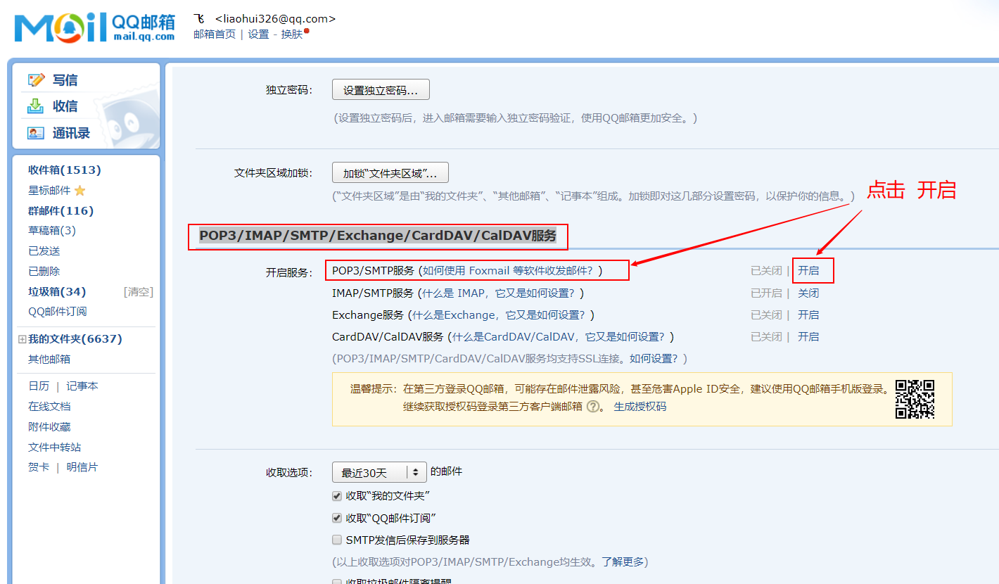 Mail QQ邮箱
mail.qq.com
飞 <liaohui326@qq.com>
邮箱首页 | 设置 - 换肤
写信
收信
通讯录
收件箱(1513)
星标邮件
群邮件(116)
草稿箱(3)
已发送
已删除
垃圾箱(34) [清空]
QQ邮件订阅
我的文件夹(6637)
其他邮箱
日历 | 记事本
在线文档
附件收藏
文件中转站
贺卡 | 明信片
独立密码： 设置独立密码...
(设置独立密码后，进入邮箱需要输入独立密码验证，使用QQ邮箱更加安全。)
文件夹区域加锁： 加锁“文件夹区域”...
(“文件夹区域”是由“我的文件夹”、“其他邮箱”、“记事本”组成。加锁即对这几部分设置密码，以保护你的信息。)
点击 开启
POP3/IMAP/SMTP/Exchange/CardDAV/CalDAV服务
开启服务： POP3/SMTP服务 (如何使用 Foxmail 等软件收发邮件？) 已关闭 | 开启
IMAP/SMTP服务 (什么是 IMAP，它又是如何设置？) 已开启 | 关闭
Exchange服务 (什么是Exchange，它又是如何设置？) 已关闭 | 开启
CardDAV/CalDAV服务 (什么是CardDAV/CalDAV，它又是如何设置？) 已关闭 | 开启
(POP3/IMAP/SMTP/CardDAV/CalDAV服务均支持SSL连接。如何设置？)
温馨提示：在第三方登录QQ邮箱，可能存在邮件泄露风险，甚至危害Apple ID安全，建议使用QQ邮箱手机版登录。
继续获取授权码登录第三方客户端邮箱 ?。 生成授权码
收取选项： 最近30天 的邮件
收取“我的文件夹”
收取“QQ邮件订阅”
SMTP发信后保存到服务器
(以上收取选项对POP3/IMAP/SMTP/Exchange均生效。了解更多)
收取垃圾邮件隔离提醒